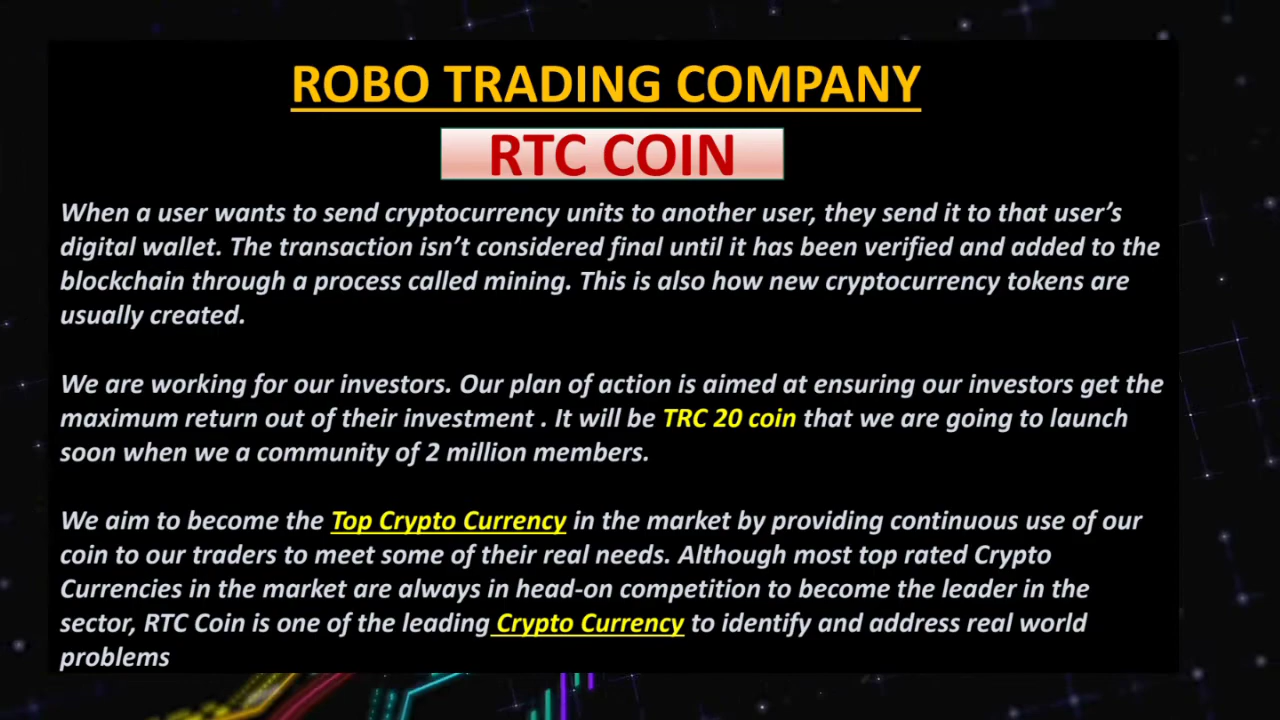 ROBO TRADING COMPANY
RTC COIN
When a user wants to send cryptocurrency units to another user, they send it to that user’s
digital wallet. The transaction isn’t considered final until it has been verified and added to the
blockchain through a process called mining. This is also how new cryptocurrency tokens are
usually created.
We are working for our investors. Our plan of action is aimed at ensuring our investors get the
maximum return out of their investment . It will be TRC 20 coin that we are going to launch
soon when we a community of 2 million members.
We aim to become the Top Crypto Currency in the market by providing continuous use of our
coin to our traders to meet some of their real needs. Although most top rated Crypto
Currencies in the market are always in head-on competition to become the leader in the
sector, RTC Coin is one of the leading Crypto Currency to identify and address real world
problems